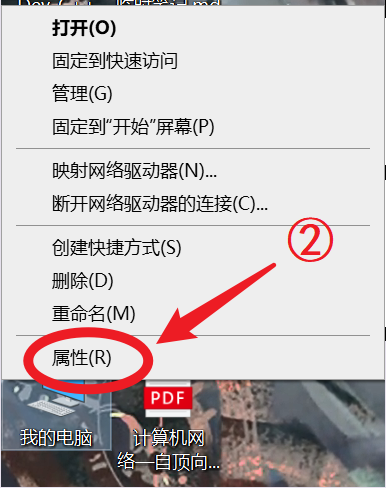 打开(O)
固定到快速访问
管理(G)
固定到“开始”屏幕(P)
映射网络驱动器(N)...
断开网络驱动器的连接(C)...
②
创建快捷方式(S)
删除(D)
重命名(M)
属性(R)
PDF
我的电脑
计算机网
络—自顶向...